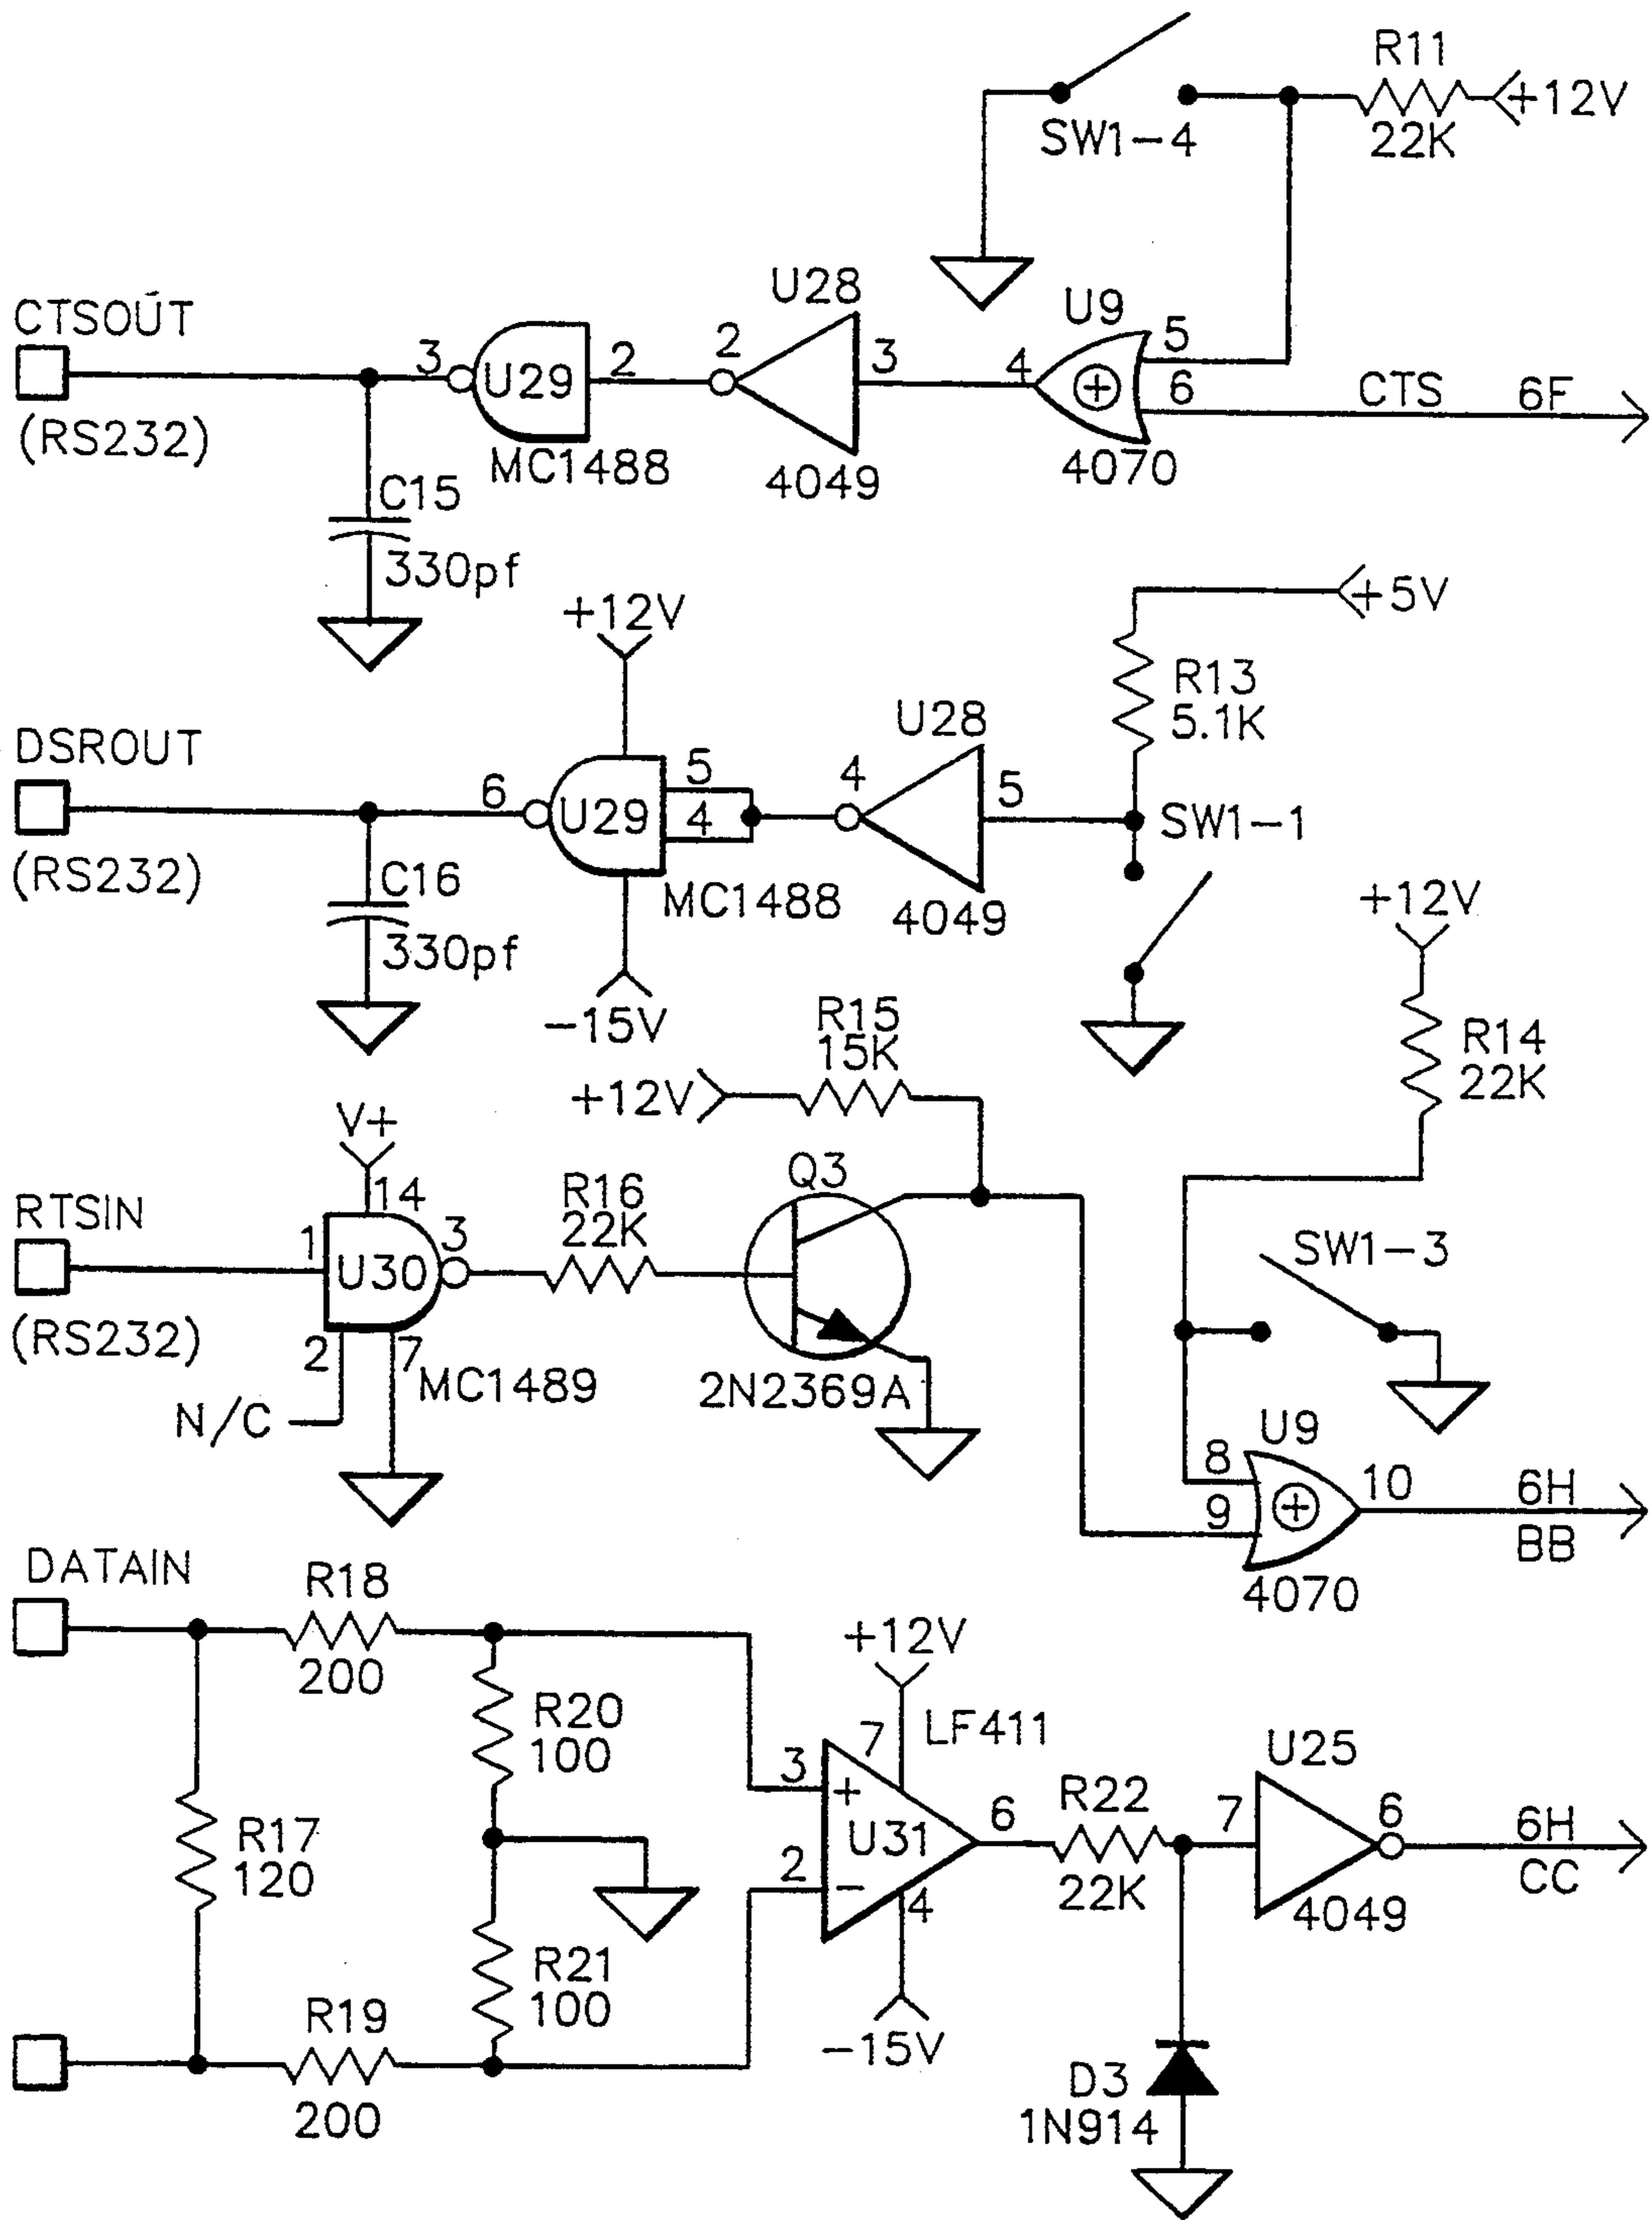 R11
+12V
SW1-4
22K
U28
U9
CTSOUT
3
U29
2
2
3
4
5
6
CTS
6F
(RS232)
MC1488
4049
4070
C15
330pf
+12V
+5V
R13
5.1K
U28
DSROUT
6
U29
5
4
4
5
SW1-1
(RS232)
MC1488
4049
C16
330pf
-15V
+12V
R15
15K
+12V
R14
22K
V+
14
Q3
RTSIN
1
U30
3
R16
22K
SW1-3
(RS232)
2
7
MC1489
2N2369A
N/C
U9
8
9
10
6H
BB
4070
DATAIN
R18
200
+12V
R20
100
7
LF411
U25
3
+
U31
6
R22
22K
7
6
6H
CC
R17
120
2
-
4
4049
R21
100
R19
200
-15V
D3
1N914